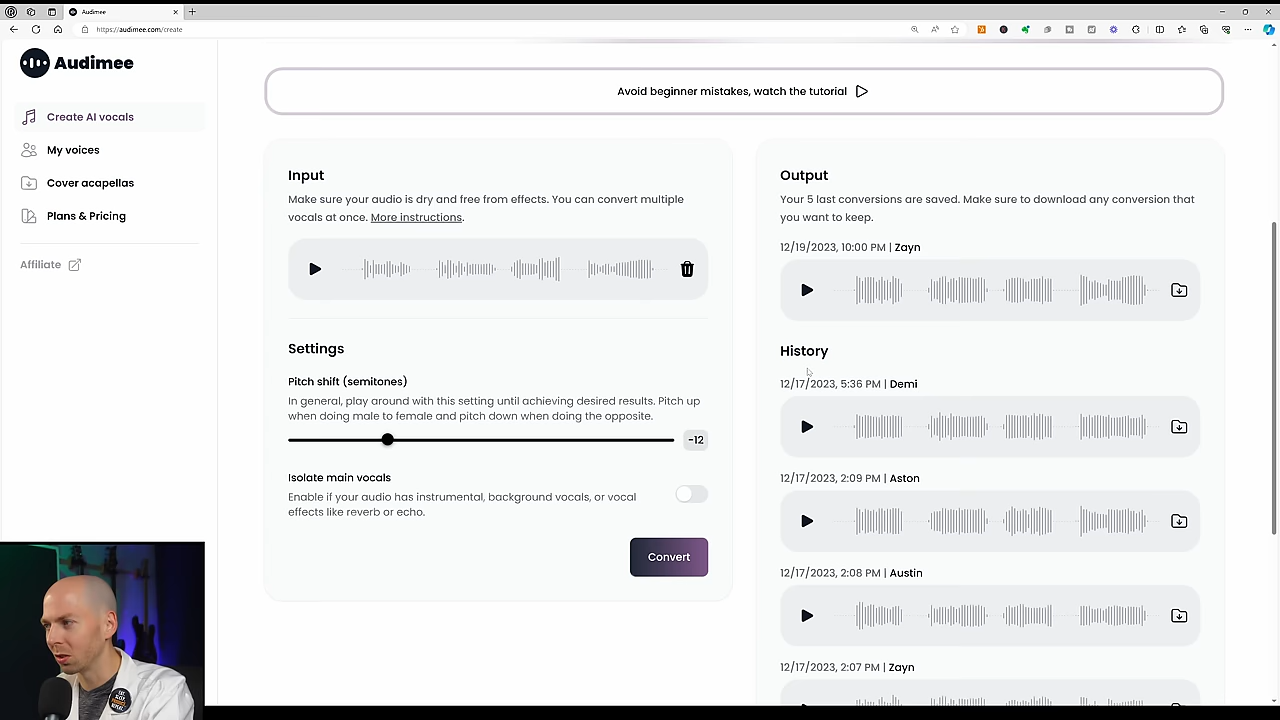 Audimee
https://audimee.com/create
Audimee
Create AI vocals
My voices
Cover acapellas
Plans & Pricing
Affiliate
Avoid beginner mistakes, watch the tutorial
Input
Make sure your audio is dry and free from effects. You can convert multiple
vocals at once. More instructions.
Settings
Pitch shift (semitones)
In general, play around with this setting until achieving desired results. Pitch up
when doing male to female and pitch down when doing the opposite.
-12
Isolate main vocals
Enable if your audio has instrumental, background vocals, or vocal
effects like reverb or echo.
Convert
Output
Your 5 last conversions are saved. Make sure to download any conversion that
you want to keep.
12/19/2023, 10:00 PM | Zayn
History
12/17/2023, 5:36 PM | Demi
12/17/2023, 2:09 PM | Aston
12/17/2023, 2:08 PM | Austin
12/17/2023, 2:07 PM | Zayn